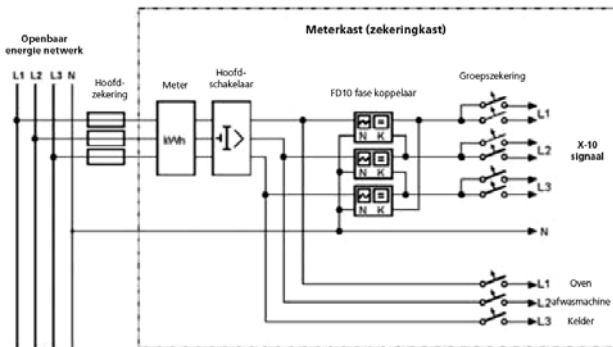 Openbaar
energie netwerk
L1 L2 L3 N
Hoofd-
zekering
Meterkast (zekeringkast)
Meter
Hoofd-
schakelaar
FD10 fase koppelaar
Groepszekering
kWh
N K
N K
N K
L1
L2
L3
X-10
signaal
N
L1 Oven
L2 afwasmachine
L3 Kelder